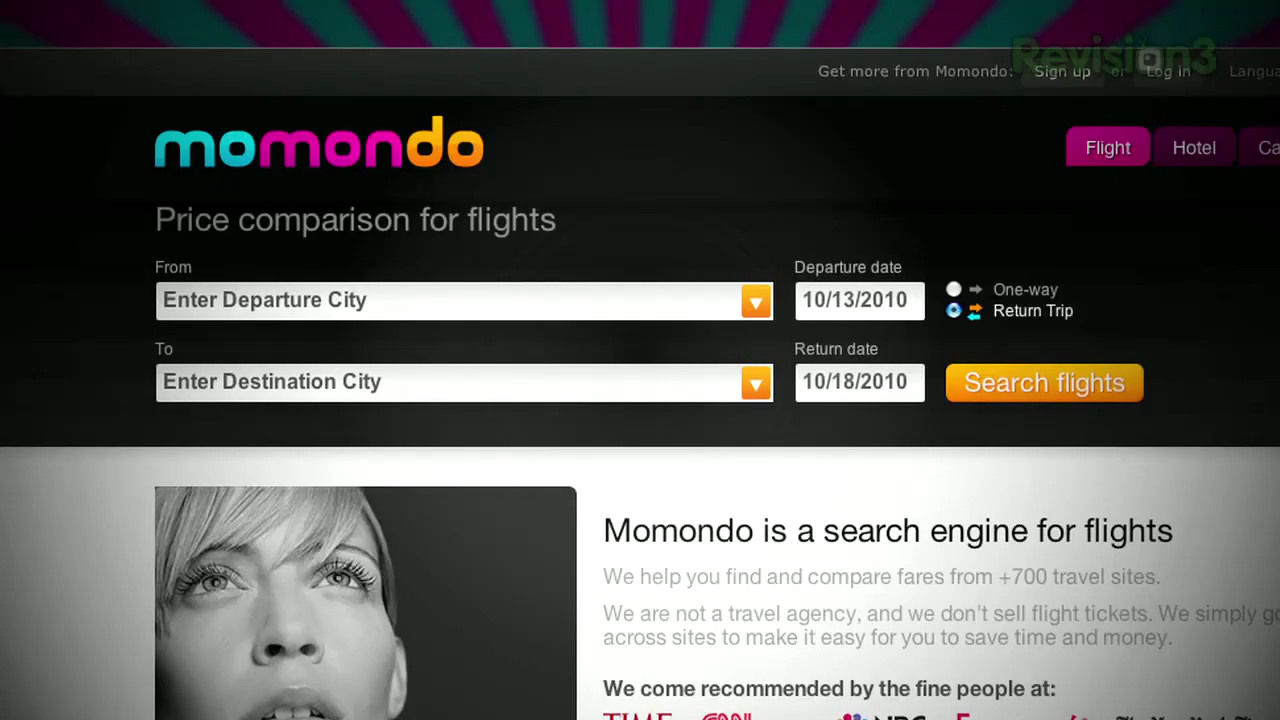 Revision3
Get more from Momondo: Sign up or Log in
momondo
Flight Hotel
Price comparison for flights
From
Departure date
Enter Departure City
10/13/2010
One-way
Return Trip
To
Return date
Enter Destination City
10/18/2010
Search flights
Momondo is a search engine for flights
We help you find and compare fares from +700 travel sites.
We are not a travel agency, and we don't sell flight tickets. We simply
across sites to make it easy for you to save time and money.
We come recommended by the fine people at:
TIME CNN